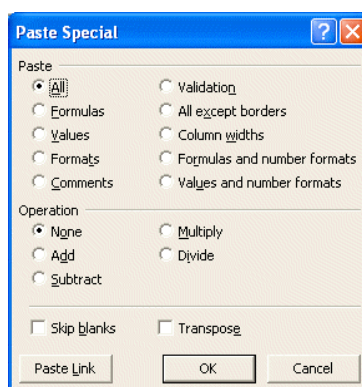 Paste Special
Paste
All
Validation
Formulas
All except borders
Values
Column widths
Formats
Formulas and number formats
Comments
Values and number formats
Operation
None
Multiply
Add
Divide
Subtract
Skip blanks
Transpose
Paste Link
OK
Cancel